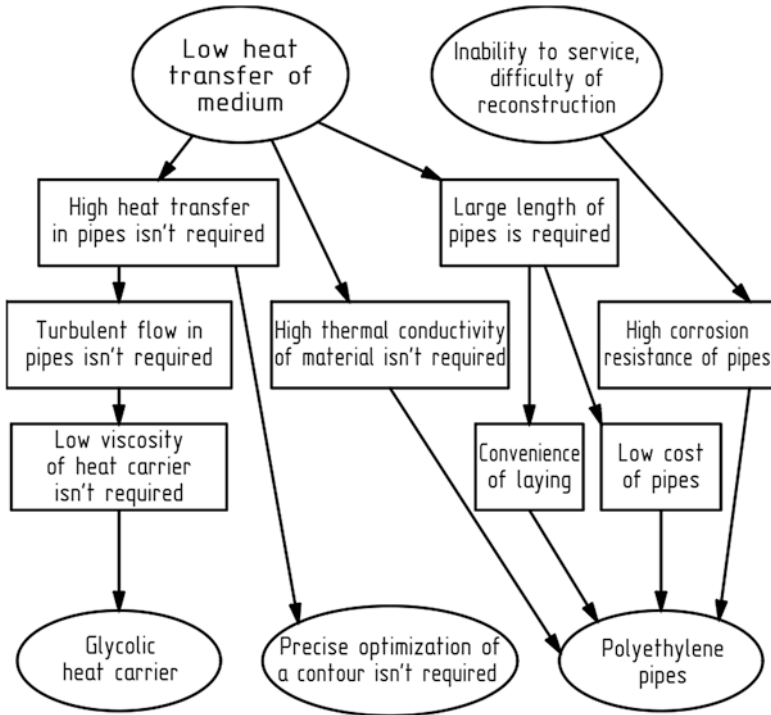 Low heat
transfer of
medium
Inability to service,
difficulty of
reconstruction
High heat transfer
in pipes isn't required
Large length of
pipes is required
Turbulent flow in
pipes isn't required
High thermal conductivity
of material isn't required
High corrosion
resistance of pipes
Low viscosity
of heat carrier
isn't required
Convenience
of laying
Low cost
of pipes
Glycolic
heat carrier
Precise optimization of
a contour isn't required
Polyethylene
pipes